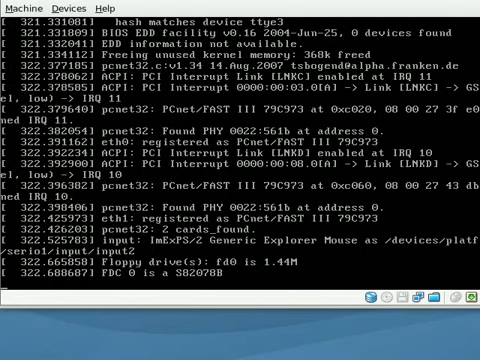 Machine Devices Help
[  321.331081]   hash matches device ttye3
[  321.331809] BIOS EDD facility v0.16 2004-Jun-25, 0 devices found
[  321.332041] EDD information not available.
[  321.334112] Freeing unused kernel memory: 368k freed
[  322.377185] pcnet32.c:v1.34 14.Aug.2007 tsbogend@alpha.franken.de
[  322.378062] ACPI: PCI Interrupt Link [LNKC] enabled at IRQ 11
[  322.378585] ACPI: PCI Interrupt 0000:00:03.0[A] -> Link [LNKC] -> GS
el, low) -> IRQ 11
[  322.379640] pcnet32: PCnet/FAST III 79C973 at 0xc020, 08 00 27 3f e0
ned IRQ 11.
[  322.382054] pcnet32: Found PHY 0022:561b at address 0.
[  322.391162] eth0: registered as PCnet/FAST III 79C973
[  322.392234] ACPI: PCI Interrupt Link [LNKD] enabled at IRQ 10
[  322.392900] ACPI: PCI Interrupt 0000:00:08.0[A] -> Link [LNKD] -> GS
el, low) -> IRQ 10
[  322.396382] pcnet32: PCnet/FAST III 79C973 at 0xc060, 08 00 27 43 db
ned IRQ 10.
[  322.398406] pcnet32: Found PHY 0022:561b at address 0.
[  322.425973] eth1: registered as PCnet/FAST III 79C973
[  322.426203] pcnet32: 2 cards_found.
[  322.525783] input: ImExPS/2 Generic Explorer Mouse as /devices/platf
/serio1/input/input2
[  322.665858] Floppy drive(s): fd0 is 1.44M
[  322.688687] FDC 0 is a S82078B